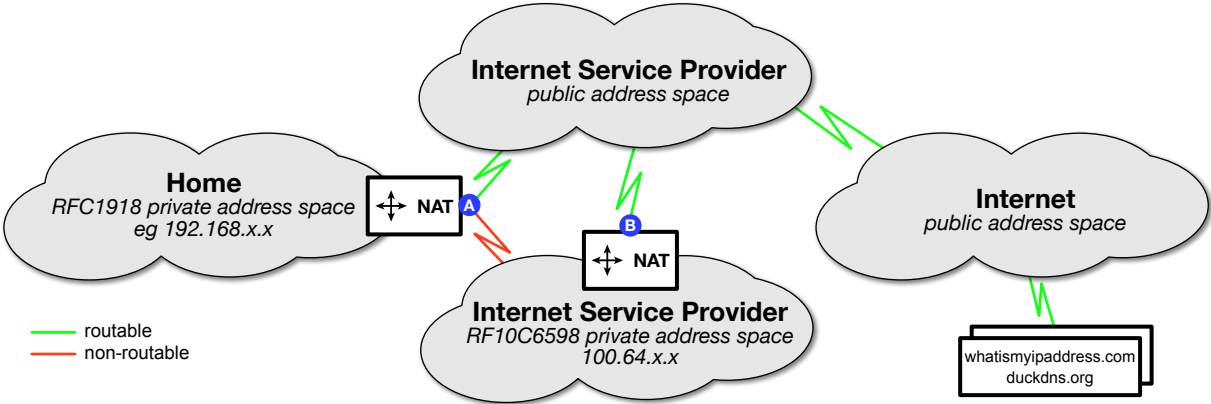 Internet Service Provider
public address space
Home
RFC1918 private address space
eg 192.168.x.x
NAT
A
B
NAT
Internet
public address space
Internet Service Provider
RF10C6598 private address space
100.64.x.x
routable
non-routable
whatismyipaddress.com
duckdns.org